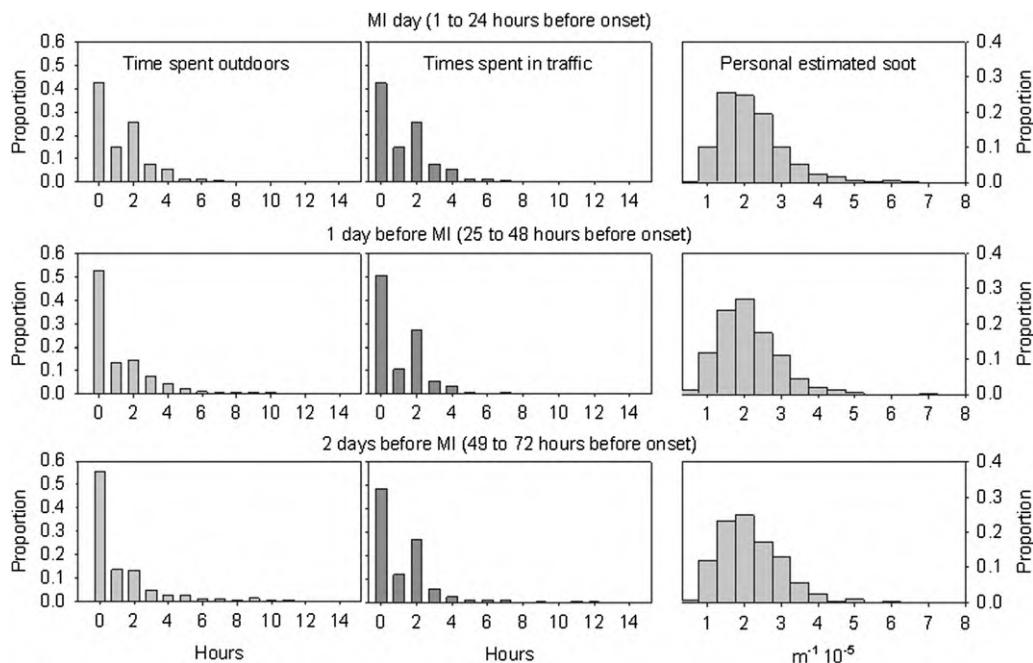 MI day (1 to 24 hours before onset)
Time spent outdoors
Times spent in traffic
Personal estimated soot
Proportion
0.6
0.5
0.4
0.3
0.2
0.1
0.0
0.4
0.3
0.2
0.1
0.0
Proportion
0 2 4 6 8 10 12 14
0 2 4 6 8 10 12 14
1 2 3 4 5 6 7 8
1 day before MI (25 to 48 hours before onset)
Proportion
0.6
0.5
0.4
0.3
0.2
0.1
0.0
0.4
0.3
0.2
0.1
0.0
Proportion
0 2 4 6 8 10 12 14
0 2 4 6 8 10 12 14
1 2 3 4 5 6 7 8
2 days before MI (49 to 72 hours before onset)
Proportion
0.6
0.5
0.4
0.3
0.2
0.1
0.0
0.4
0.3
0.2
0.1
0.0
Proportion
0 2 4 6 8 10 12 14
0 2 4 6 8 10 12 14
1 2 3 4 5 6 7 8
Hours
Hours
m⁻¹ 10⁻⁵